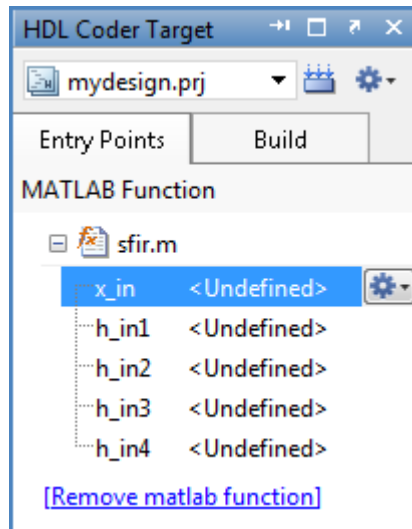 HDL Coder Target
mydesign.prj
Entry Points Build
MATLAB Function
sfir.m
x_in <Undefined>
h_in1 <Undefined>
h_in2 <Undefined>
h_in3 <Undefined>
h_in4 <Undefined>
[Remove matlab function]